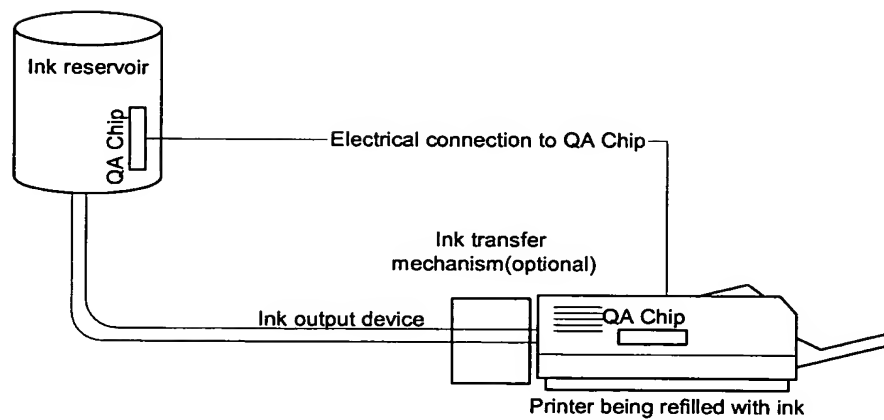 Ink reservoir
QA Chip
Electrical connection to QA Chip
Ink transfer
mechanism(optional)
Ink output device
QA Chip
Printer being refilled with ink